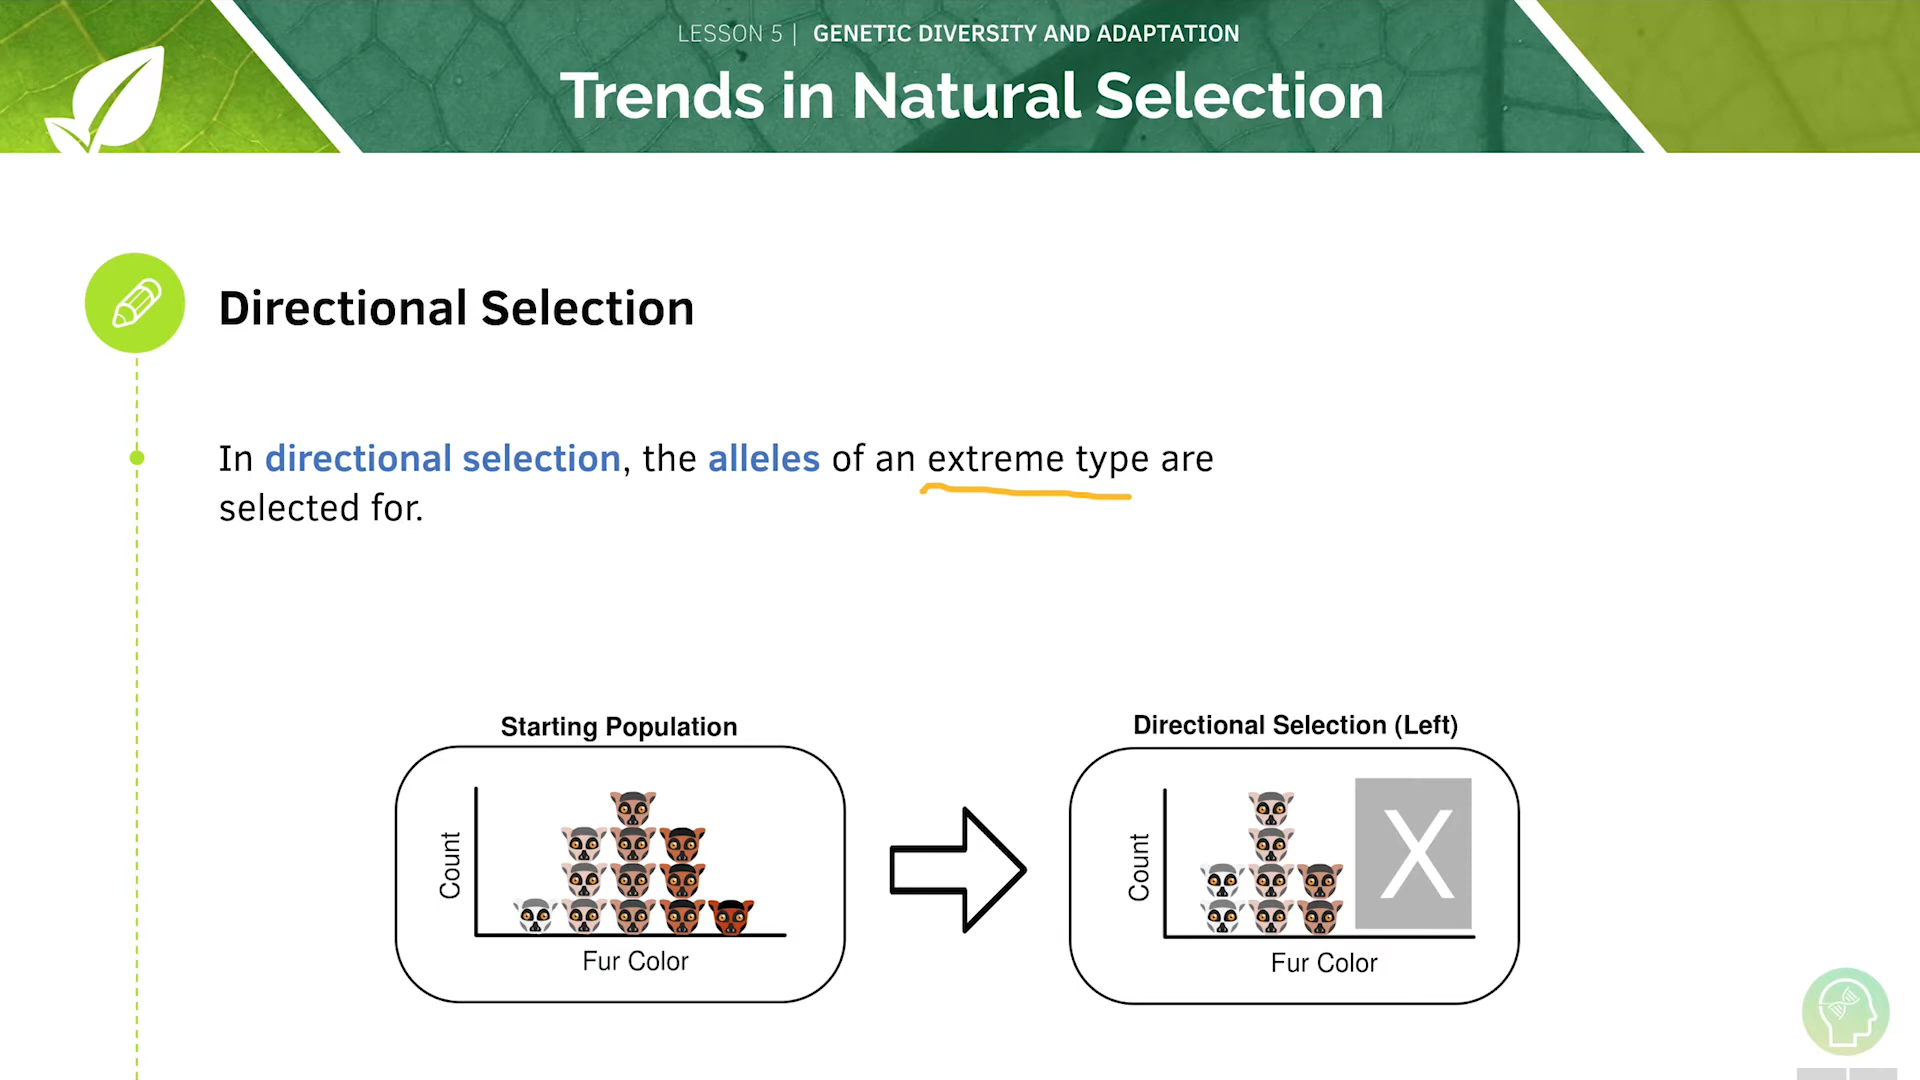 LESSON 5 | GENETIC DIVERSITY AND ADAPTATION
Trends in Natural Selection
Directional Selection
In directional selection, the alleles of an extreme type are
selected for.
Starting Population
Count
Fur Color
Directional Selection (Left)
Count
X
Fur Color